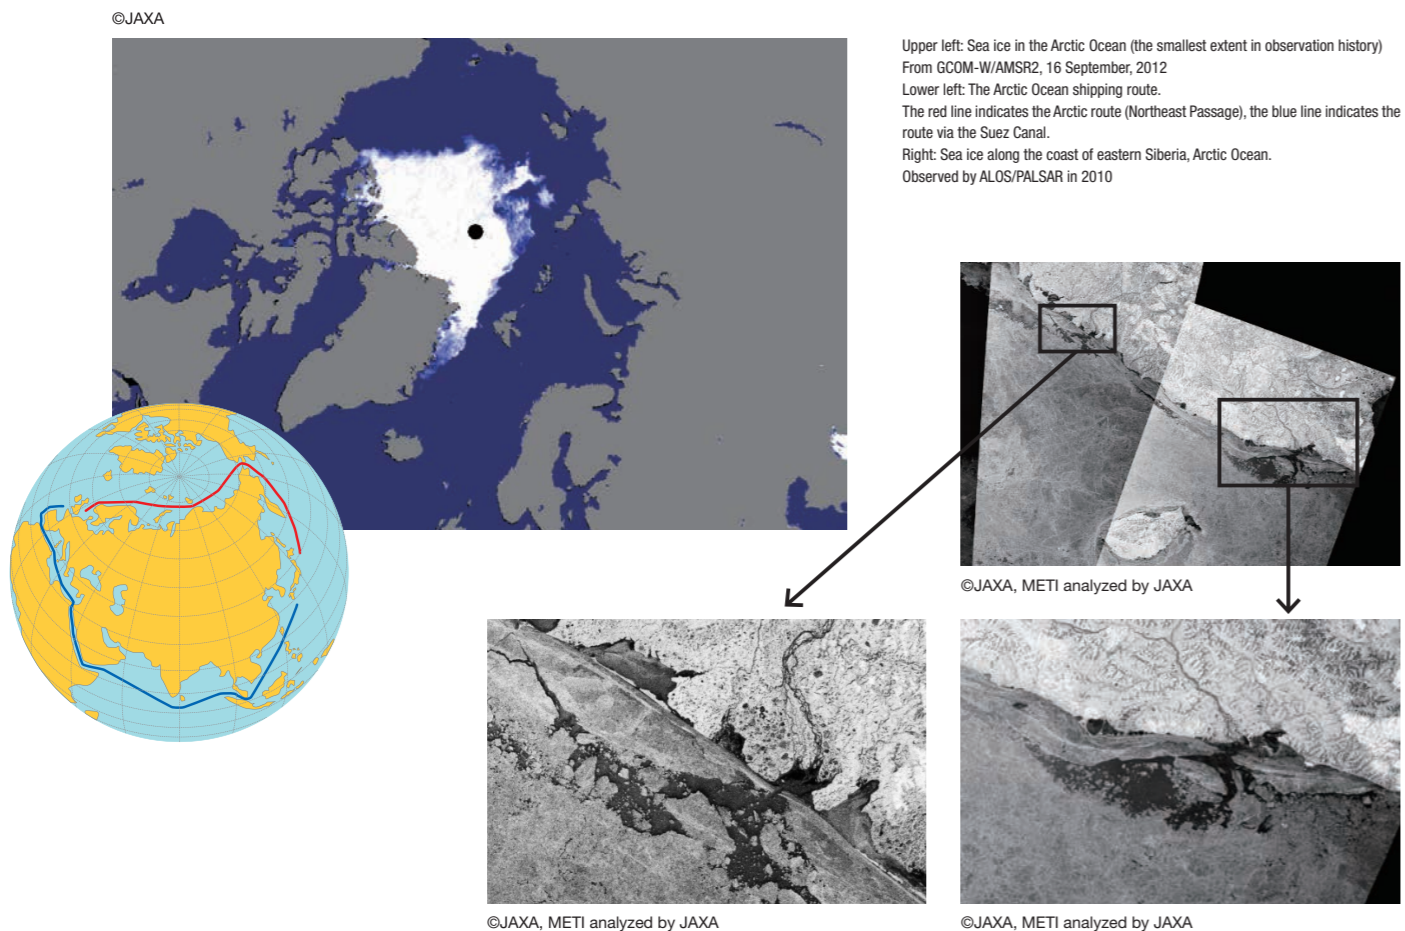 ©JAXA
Upper left: Sea ice in the Arctic Ocean (the smallest extent in observation history)
From GCOM-W/AMSR2, 16 September, 2012
Lower left: The Arctic Ocean shipping route.
The red line indicates the Arctic route (Northeast Passage), the blue line indicates the
route via the Suez Canal.
Right: Sea ice along the coast of eastern Siberia, Arctic Ocean.
Observed by ALOS/PALSAR in 2010
©JAXA, METI analyzed by JAXA
©JAXA, METI analyzed by JAXA
©JAXA, METI analyzed by JAXA